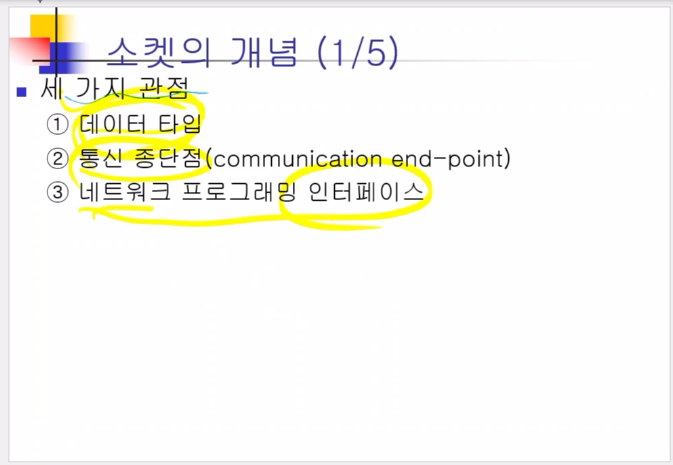 소켓의 개념 (1/5)
■ 세 가지 관점
① 데이터 타입
② 통신 종단점(communication end-point)
③ 네트워크 프로그래밍 인터페이스